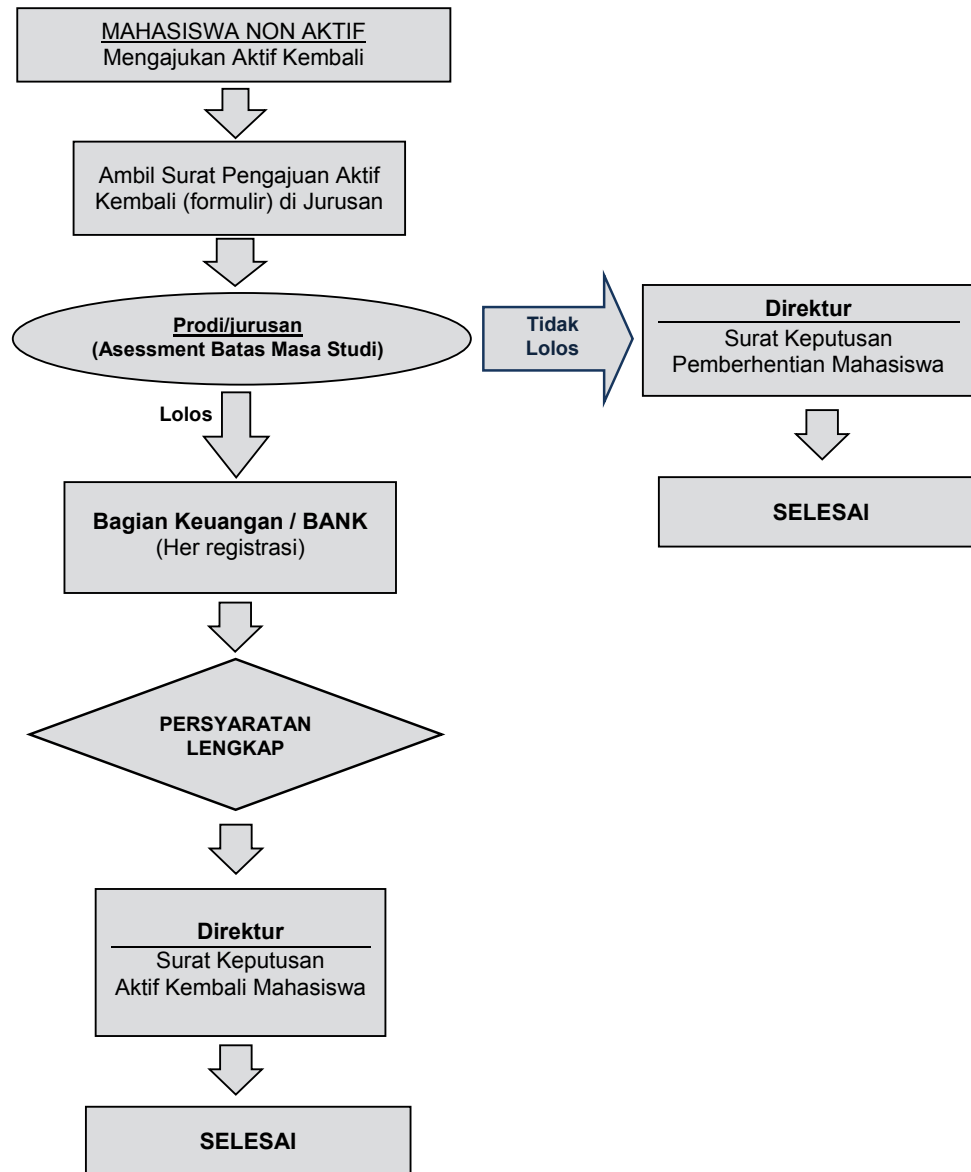 MAHASISWA NON AKTIF
Mengajukan Aktif Kembali
Ambil Surat Pengajuan Aktif
Kembali (formulir) di Jurusan
Prodi/jurusan
(Asessment Batas Masa Studi)
Tidak
Lolos
Direktur
Surat Keputusan
Pemberhentian Mahasiswa
SELESAI
Lolos
Bagian Keuangan / BANK
(Her registrasi)
PERSYARATAN
LENGKAP
Direktur
Surat Keputusan
Aktif Kembali Mahasiswa
SELESAI